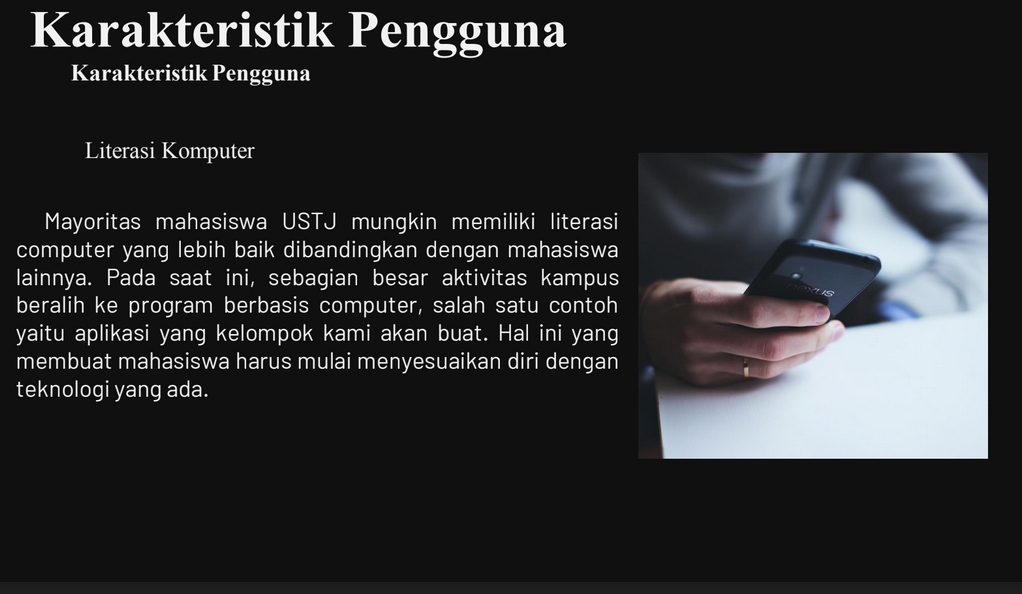 Karakteristik Pengguna
Karakteristik Pengguna
Literasi Komputer
Mayoritas mahasiswa USTJ mungkin memiliki literasi
computer yang lebih baik dibandingkan dengan mahasiswa
lainnya. Pada saat ini, sebagian besar aktivitas kampus
beralih ke program berbasis computer, salah satu contoh
yaitu aplikasi yang kelompok kami akan buat. Hal ini yang
membuat mahasiswa harus mulai menyesuaikan diri dengan
teknologi yang ada.